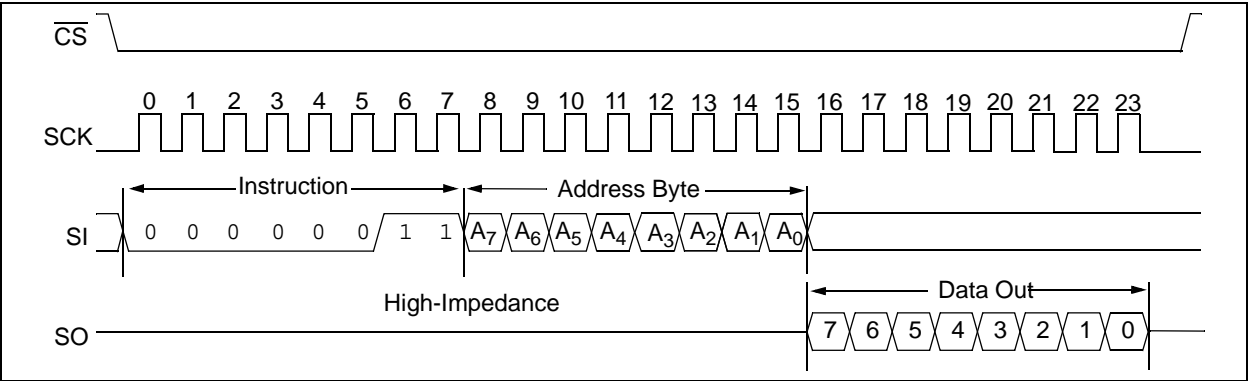 CS
0 1 2 3 4 5 6 7 8 9 10 11 12 13 14 15 16 17 18 19 20 21 22 23
SCK
Instruction Address Byte
SI 0 0 0 0 0 0 1 1 A7 A6 A5 A4 A3 A2 A1 A0
High-Impedance Data Out
SO 7 6 5 4 3 2 1 0